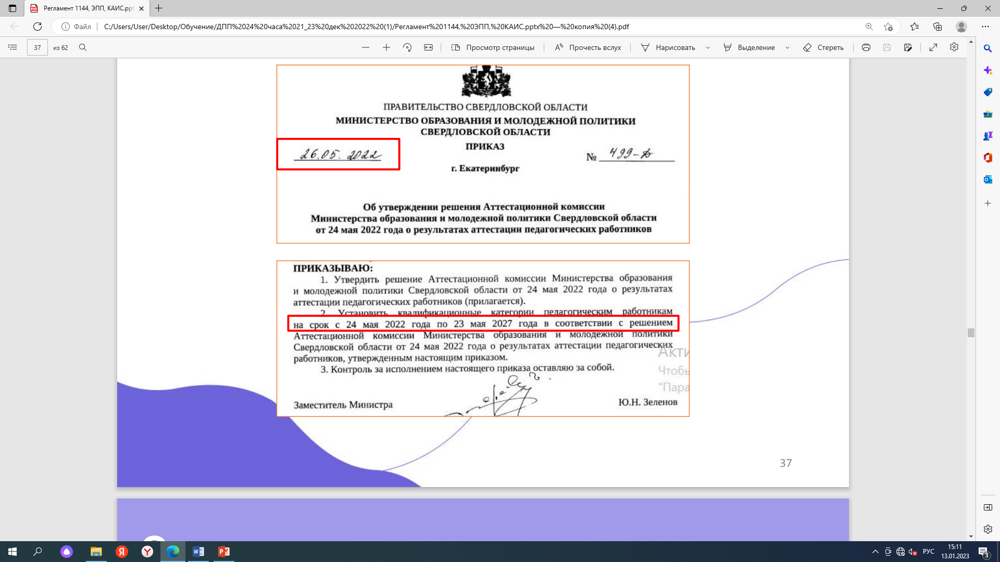 Регламент 1144, ЭПП, КАИС.ppt
Файл
C:/Users/User/Desktop/Обучение/ДПП%2024%20часа%2021_23%20дек%202022%20(1)/Регламент%201144,%20ЭПП,%20КАИС.pptx%20—%20копия%20(4).pdf
37
из 62
Просмотр страницы
Прочесть вслух
Нарисовать
Выделение
Стереть
ПРАВИТЕЛЬСТВО СВЕРДЛОВСКОЙ ОБЛАСТИ
МИНИСТЕРСТВО ОБРАЗОВАНИЯ И МОЛОДЕЖНОЙ ПОЛИТИКИ
СВЕРДЛОВСКОЙ ОБЛАСТИ
ПРИКАЗ
26.05.2022
№ 499-Д
г. Екатеринбург
Об утверждении решения Аттестационной комиссии
Министерства образования и молодежной политики Свердловской области
от 24 мая 2022 года о результатах аттестации педагогических работников
ПРИКАЗЫВАЮ:
1. Утвердить решение Аттестационной комиссии Министерства образования
и молодежной политики Свердловской области от 24 мая 2022 года о результатах
аттестации педагогических работников (прилагается).
2. Установить квалификационные категории педагогическим работникам
на срок с 24 мая 2022 года по 23 мая 2027 года в соответствии с решением
Аттестационной комиссии Министерства образования и молодежной политики
Свердловской области от 24 мая 2022 года о результатах аттестации педагогических
работников, утвержденным настоящим приказом.
3. Контроль за исполнением настоящего приказа оставляю за собой.
Акти
Чтобы
"Пара
Заместитель Министра
Ю.Н. Зеленов
37
РУС
15:11
13.01.2023
3